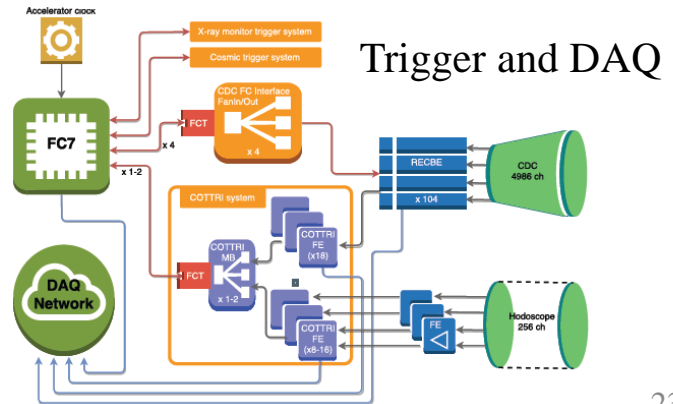 Accelerator clock
X-ray monitor trigger system
Cosmic trigger system
Trigger and DAQ
FC7
x 4
x 1-2
FCT
CDC FC Interface
FanIn/Out
x 4
RECBE
x 104
CDC
4986 ch
COTTRI system
COTTRI
FE
(x18)
COTTRI
MB
x 1-2
FCT
DAQ
Network
COTTRI
FE
(x8-16)
FE
Hodoscope
256 ch